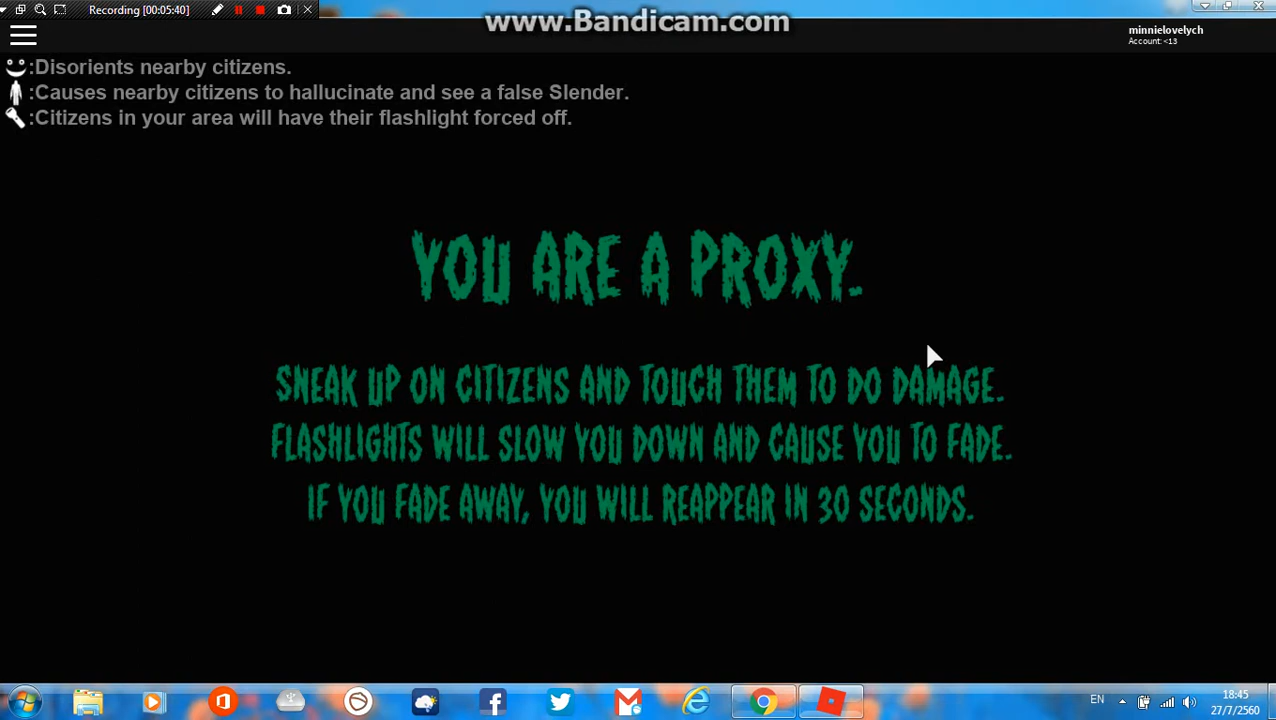 Recording [00:05:40]
www.Bandicam.com
minnielovelych
Account: <13
:Disorients nearby citizens.
:Causes nearby citizens to hallucinate and see a false Slender.
:Citizens in your area will have their flashlight forced off.
YOU ARE A PROXY.
SNEAK UP ON CITIZENS AND TOUCH THEM TO DO DAMAGE.
FLASHLIGHTS WILL SLOW YOU DOWN AND CAUSE YOU TO FADE.
IF YOU FADE AWAY, YOU WILL REAPPEAR IN 30 SECONDS.
EN
18:45
27/7/2560